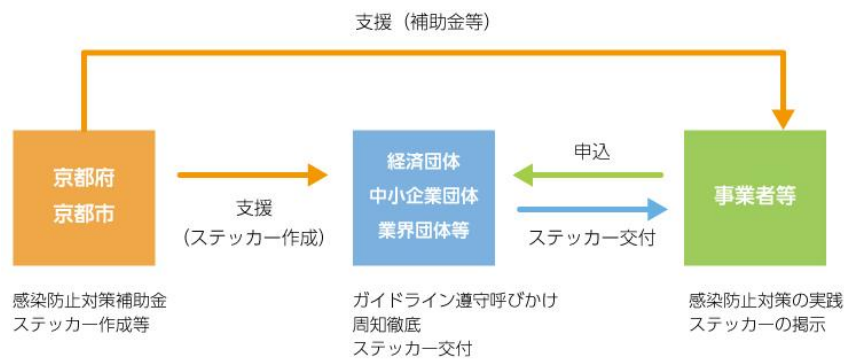 支援（補助金等）
京都府
京都市
支援
（ステッカー作成）
経済団体
中小企業団体
業界団体等
申込
ステッカー交付
事業者等
感染防止対策補助金
ステッカー作成等
ガイドライン遵守呼びかけ
周知徹底
ステッカー交付
感染防止対策の実践
ステッカーの掲示